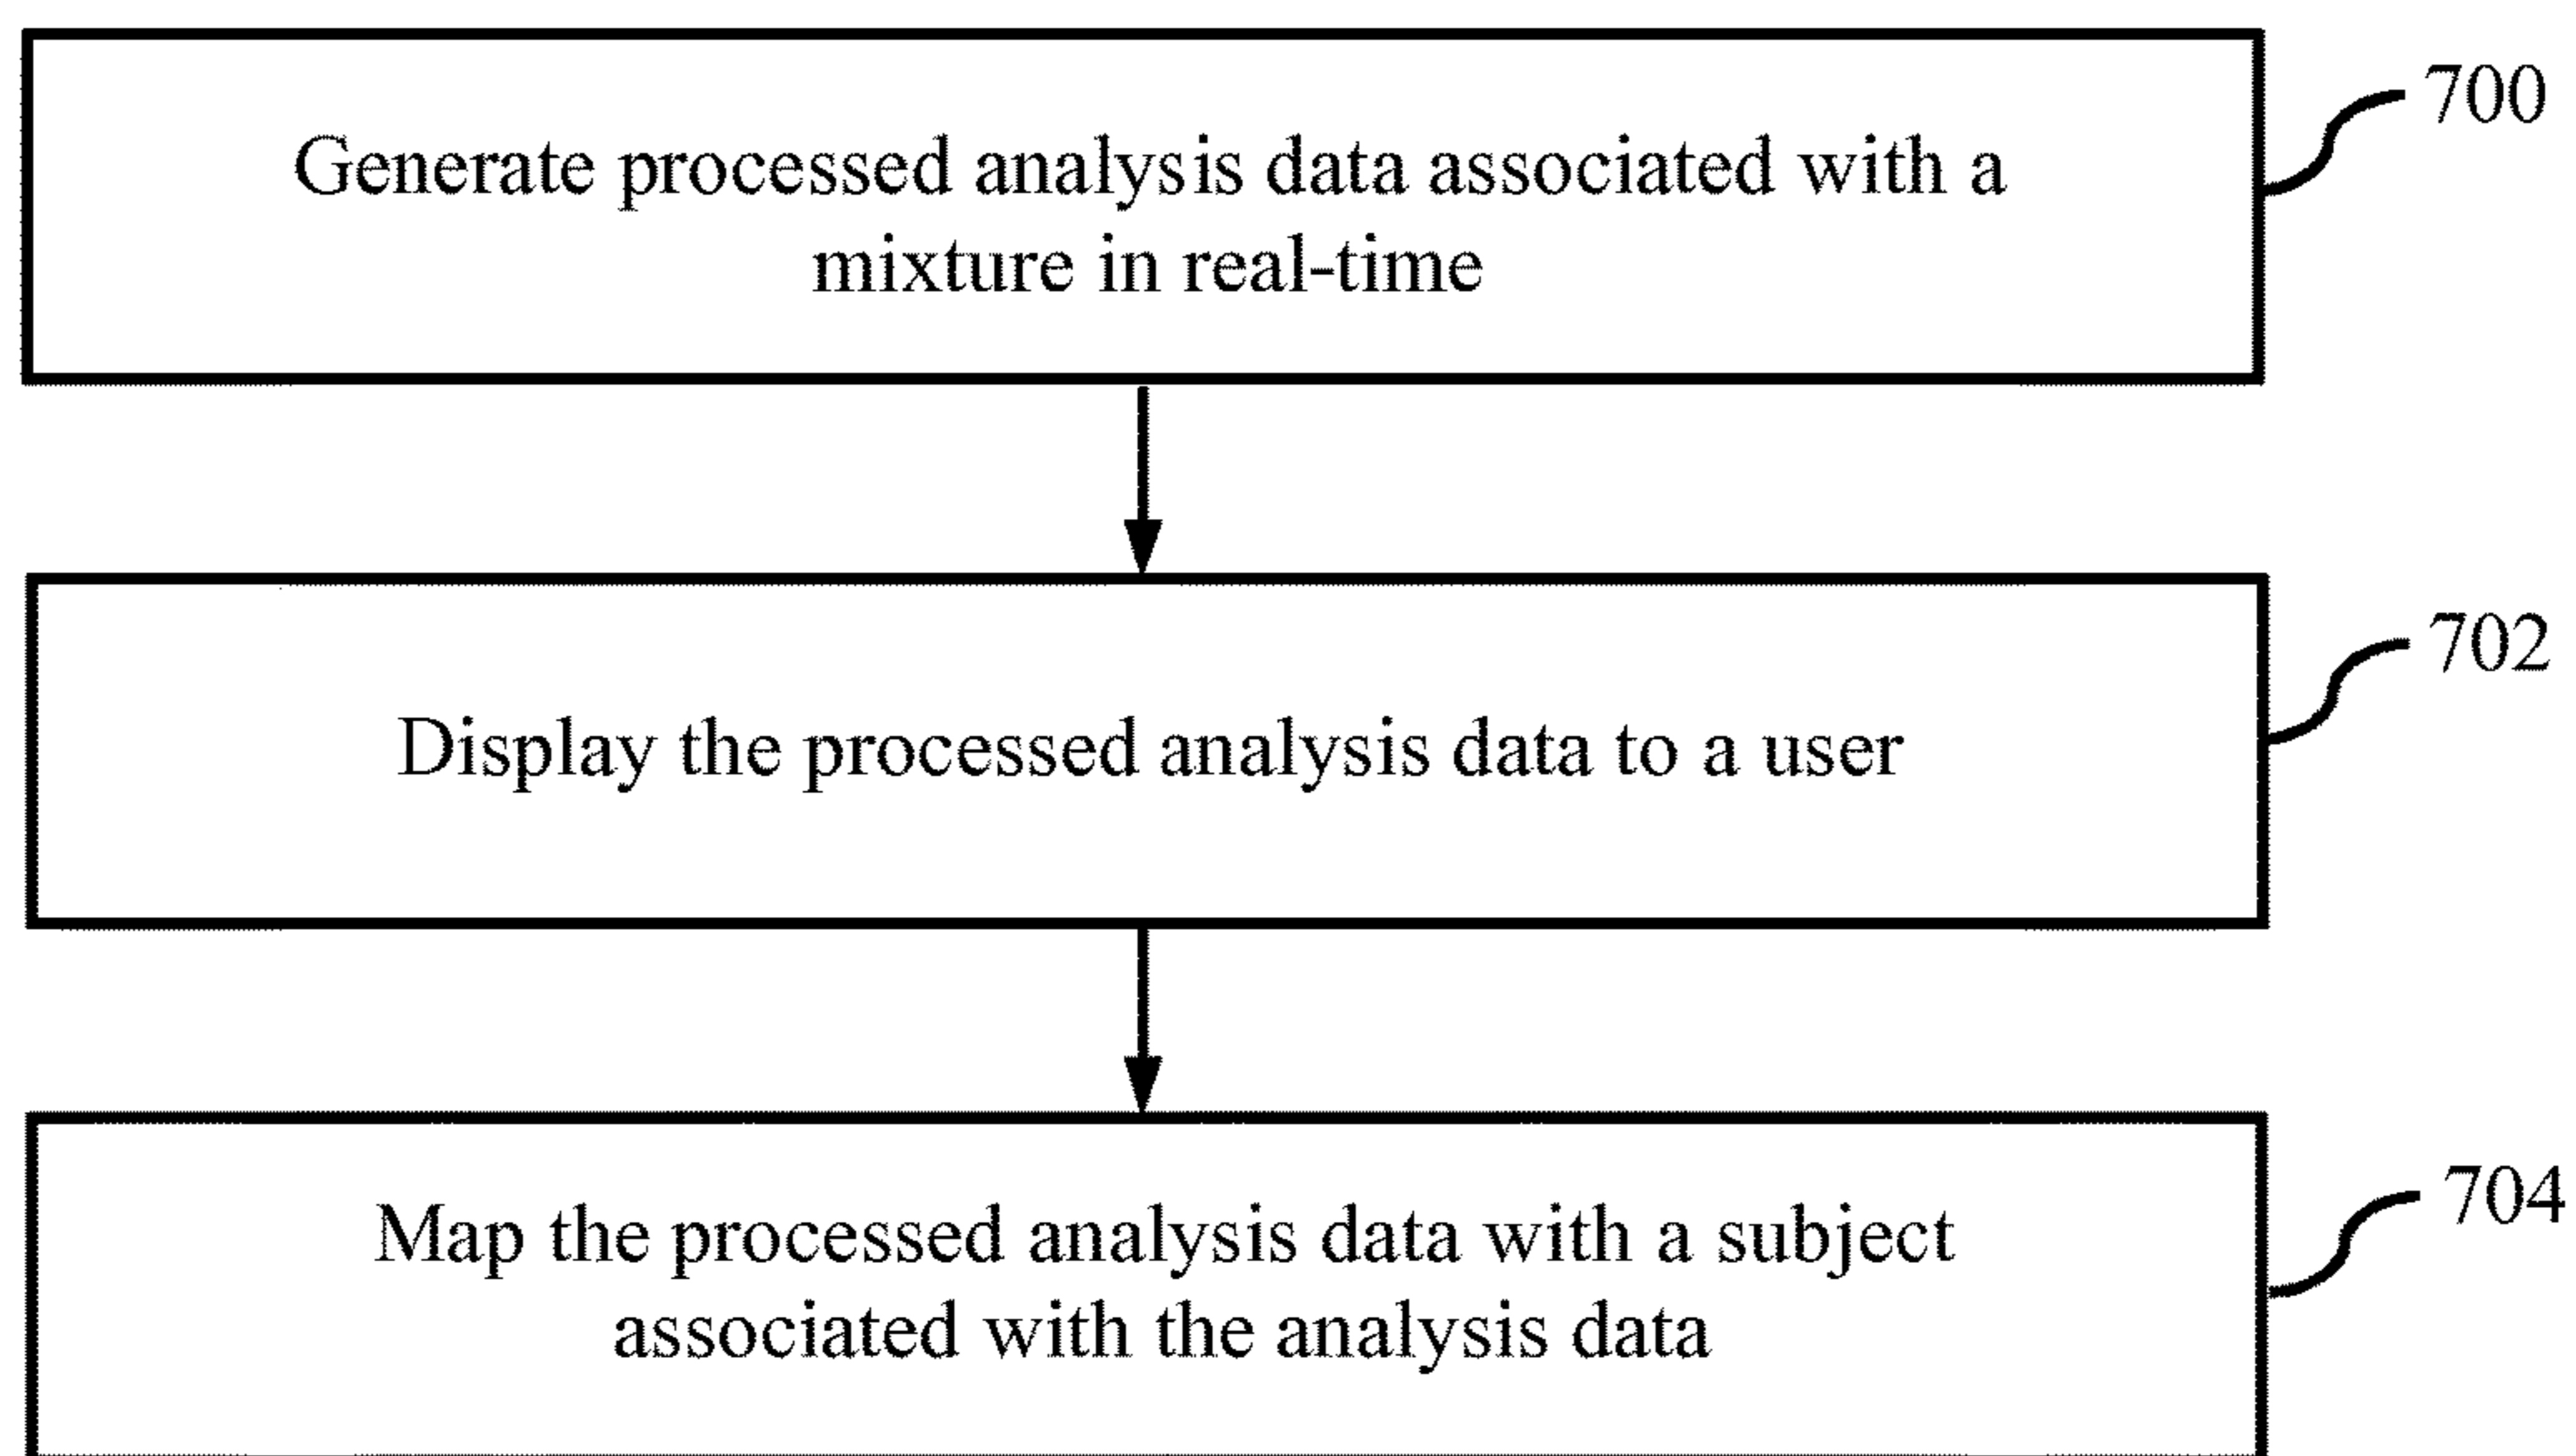 700
Generate processed analysis data associated with a
mixture in real-time
702
Display the processed analysis data to a user
704
Map the processed analysis data with a subject
associated with the analysis data